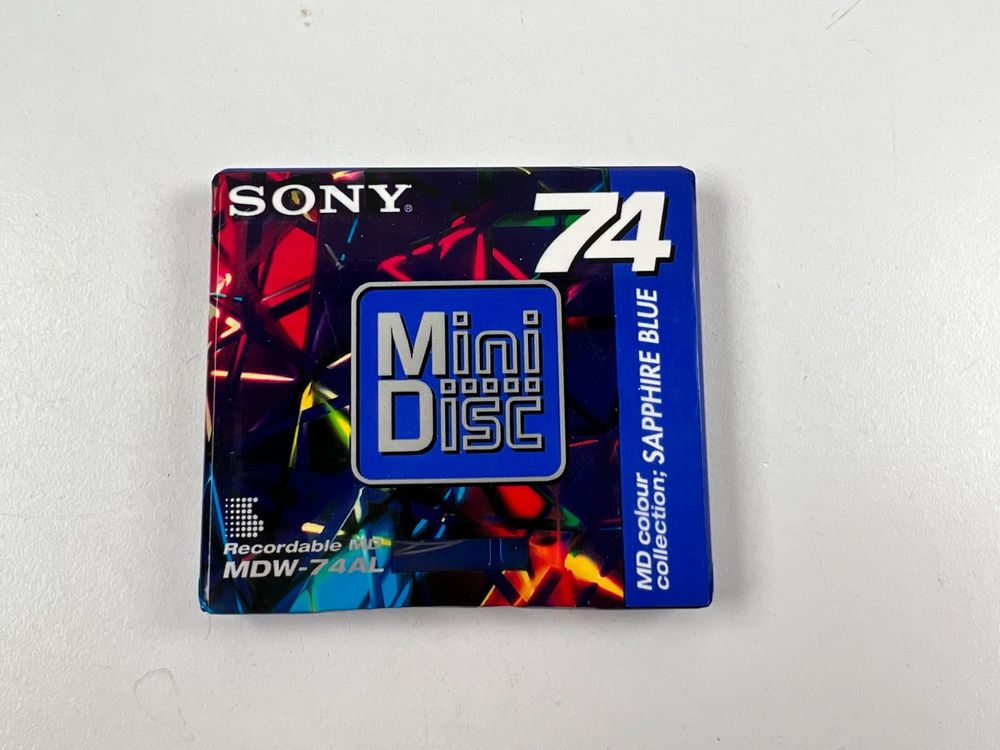 SONY®
74
Mini
Disc
MD colour
collection; SAPPHIRE BLUE
Recordable MD
MDW-74AL